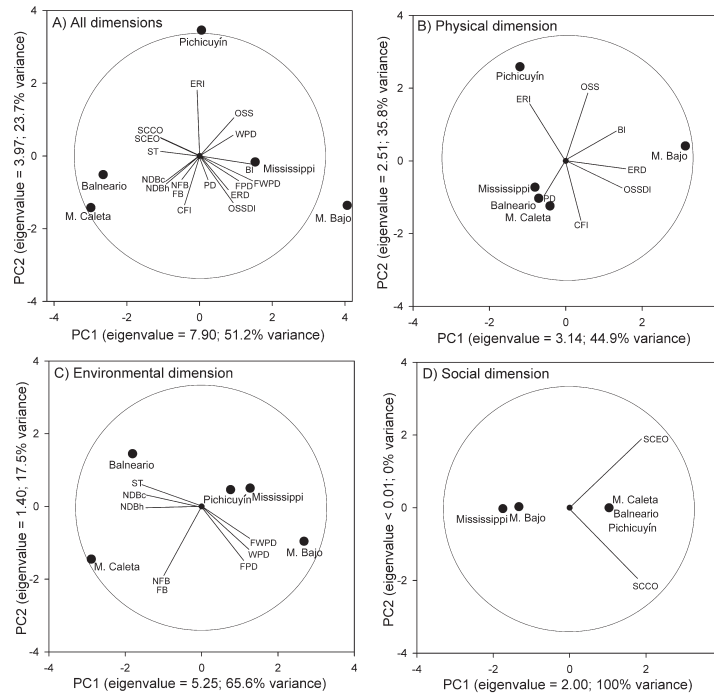 A) All dimensions
Pichicuyín
ERI
OSS
WPD
SCCO
SCEO
ST
BI
Mississippi
Balneario
NDBc
NDBh
NFB
FB
PD
FPD
FWPD
ERD
OSSDI
CFI
M. Caleta
M. Bajo
4
2
0
-2
-4
-4
-2
0
2
4
PC2 (eigenvalue = 3.97; 23.7% variance)
PC1 (eigenvalue = 7.90; 51.2% variance)
B) Physical dimension
Pichicuyín
ERI
OSS
BI
M. Bajo
ERD
OSSDI
Mississippi
PD
Balneario
M. Caleta
CFI
4
2
0
-2
-4
-4
-2
0
2
4
PC2 (eigenvalue = 2.51; 35.8% variance)
PC1 (eigenvalue = 3.14; 44.9% variance)
C) Environmental dimension
Balneario
ST
NDBc
NDBh
Pichicuyín
Mississippi
FWPD
WPD
FPD
M. Bajo
M. Caleta
NFB
FB
4
2
0
-2
-4
-4
-2
0
2
4
PC2 (eigenvalue = 1.40; 17.5% variance)
PC1 (eigenvalue = 5.25; 65.6% variance)
D) Social dimension
SCEO
Mississippi
M. Bajo
M. Caleta
Balneario
Pichicuyín
SCCO
4
2
0
-2
-4
-4
-2
0
2
4
PC2 (eigenvalue < 0.01; 0% variance)
PC1 (eigenvalue = 2.00; 100% variance)